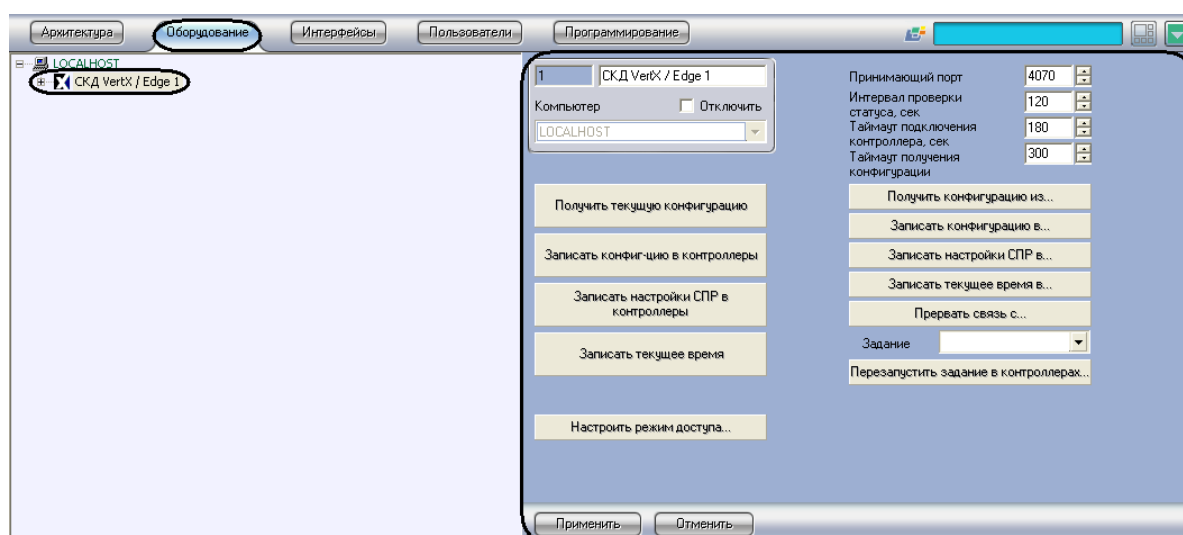 Архитектура Оборудование Интерфейсы Пользователи Программирование
LOCALHOST
СКД VertX / Edge 1
1 СКД VertX / Edge 1
Компьютер Отключить
LOCALHOST
Получить текущую конфигурацию
Записать конфиг-цию в контроллеры
Записать настройки СПР в
контроллеры
Записать текущее время
Настроить режим доступа...
Принимающий порт 4070
Интервал проверки
статуса, сек 120
Таймаут подключения
контроллера, сек 180
Таймаут получения
конфигурации 300
Получить конфигурацию из...
Записать конфигурацию в...
Записать настройки СПР в...
Записать текущее время в...
Прервать связь с...
Задание
Перезапустить задание в контроллерах...
Применить Отменить